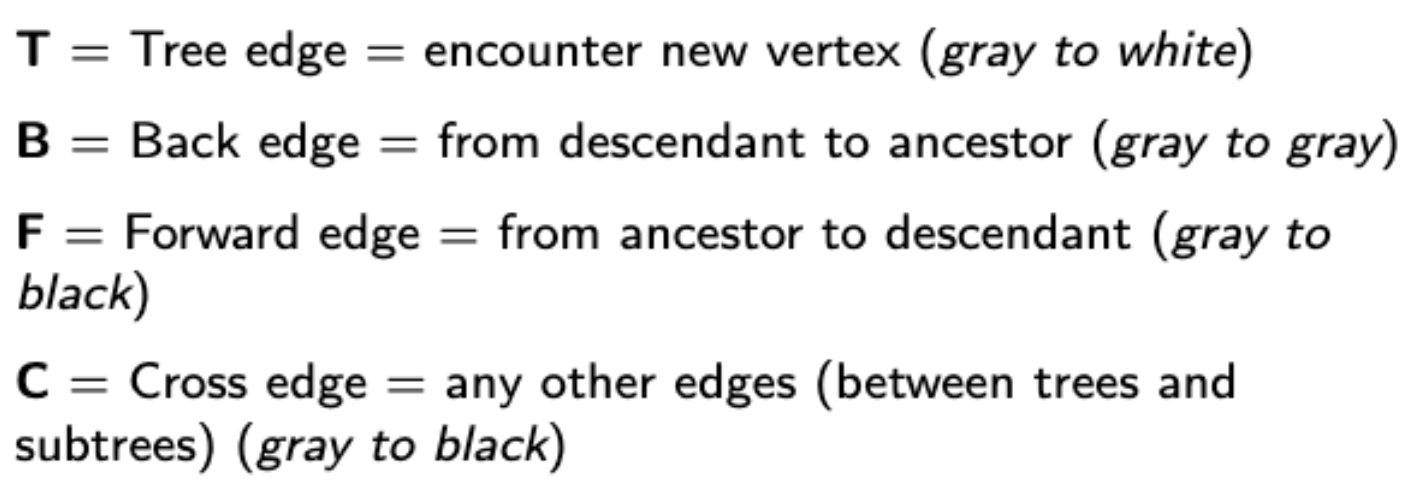 T = Tree edge = encounter new vertex (gray to white)
B = Back edge = from descendant to ancestor (gray to gray)
F = Forward edge = from ancestor to descendant (gray to
black)
C = Cross edge = any other edges (between trees and
subtrees) (gray to black)